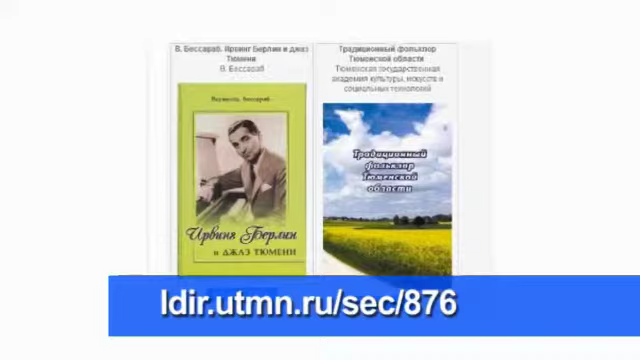 В. Бессараб. Ирвинг Берлин и джаз
Тюмени
В. Бессараб
Традиционный фольклор
Тюменской области
Тюменская государственная
академия культуры, искусств и
социальных технологий
Бессараб
Ирвинг Берлин
и джаз Тюмени
Традиционный
фольклор
Тюменской
области
ldir.utmn.ru/sec/876